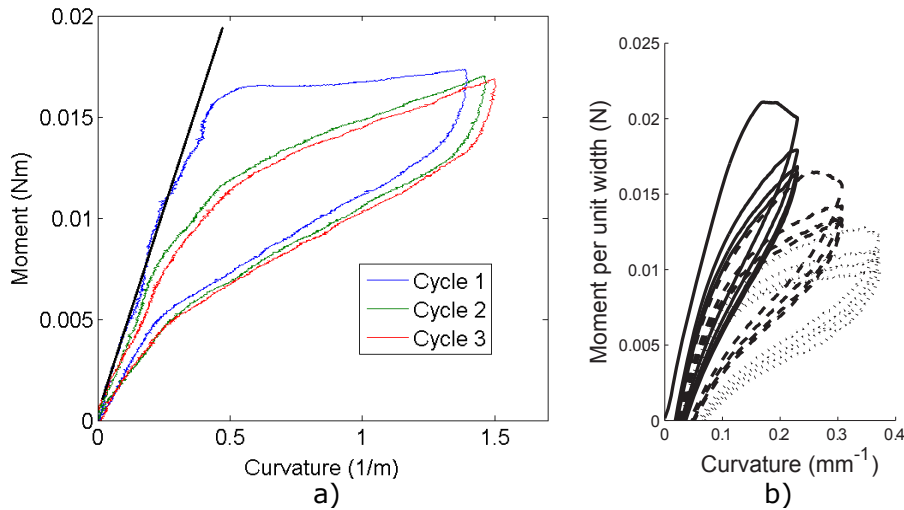 0.02
0.015
0.01
0.005
0
Moment (Nm)
0
0.5
1
1.5
Curvature (1/m)
Cycle 1
Cycle 2
Cycle 3
a)
0.025
0.02
0.015
0.01
0.005
0
Moment per unit width (N)
0
0.1
0.2
0.3
0.4
Curvature (mm⁻¹)
b)